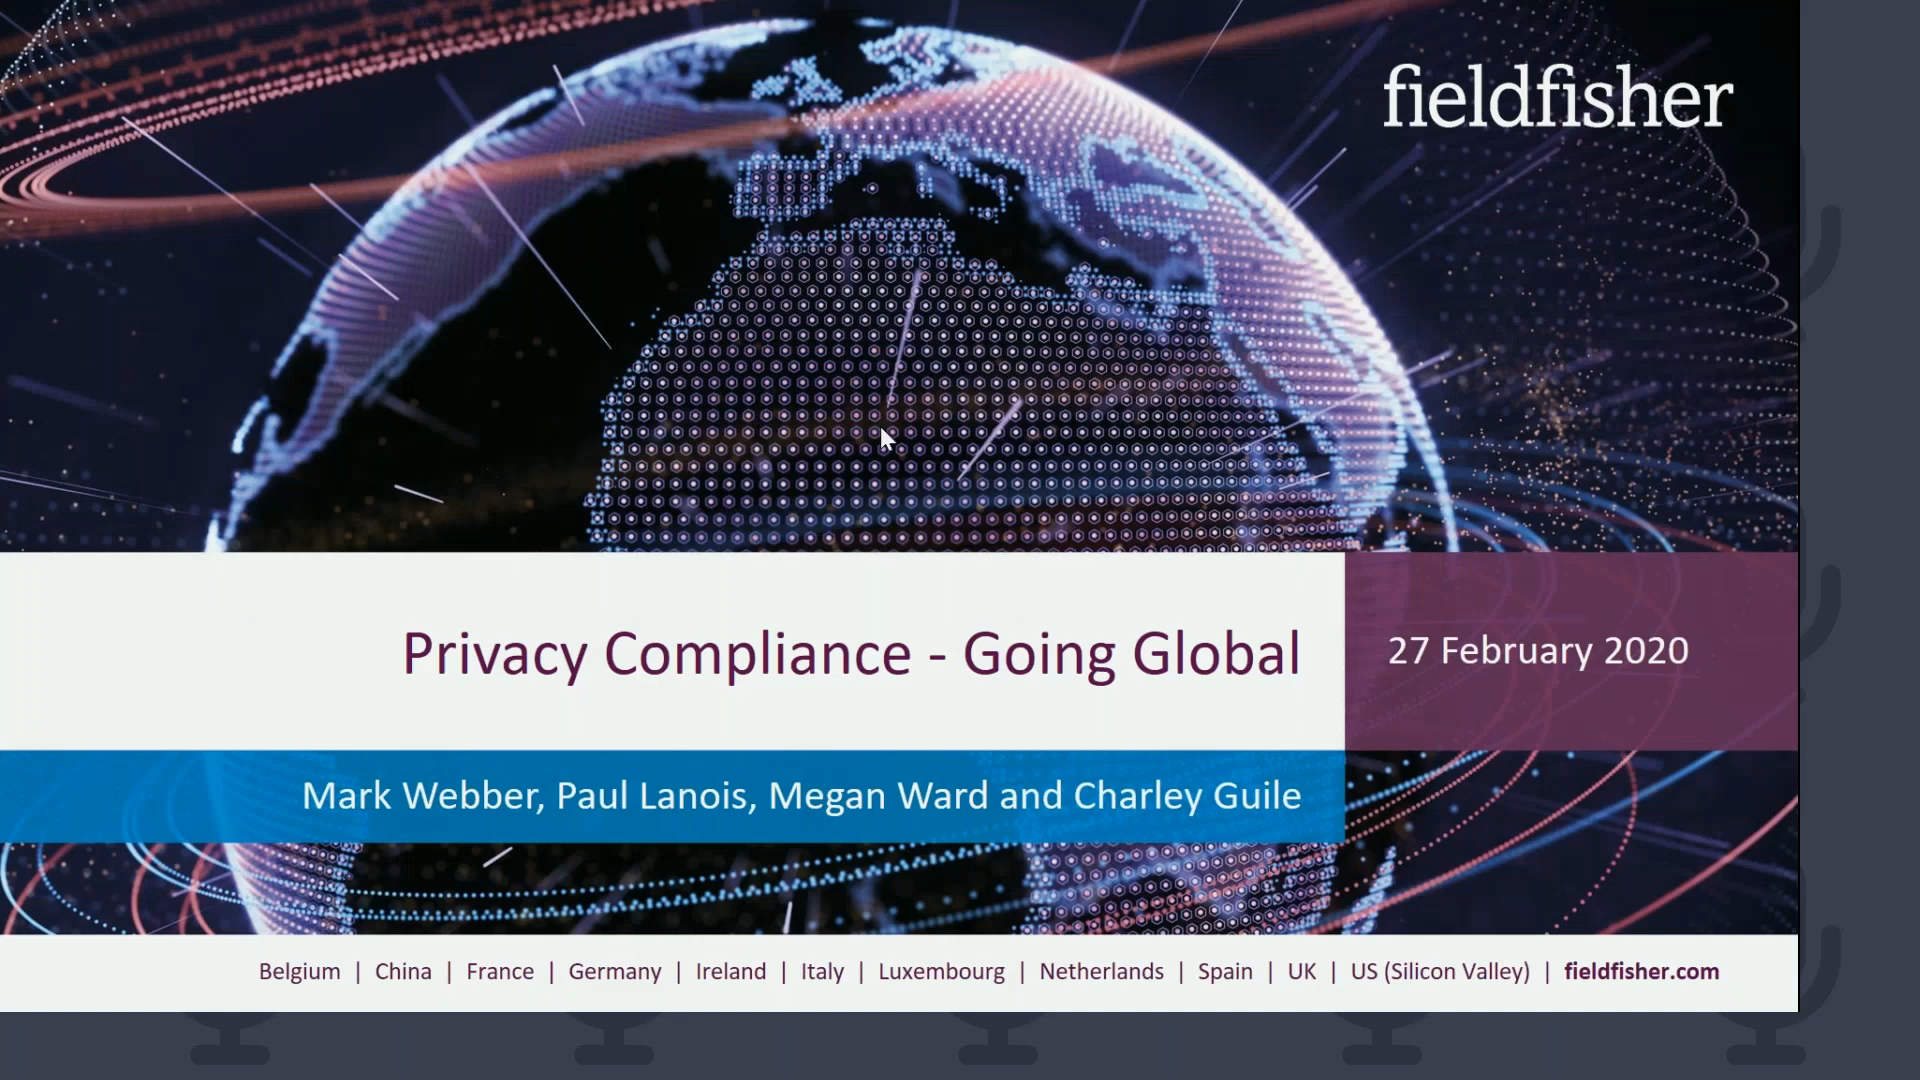 fieldfisher
Privacy Compliance - Going Global
27 February 2020
Mark Webber, Paul Lanois, Megan Ward and Charley Guile
Belgium | China | France | Germany | Ireland | Italy | Luxembourg | Netherlands | Spain | UK | US (Silicon Valley) | fieldfisher.com